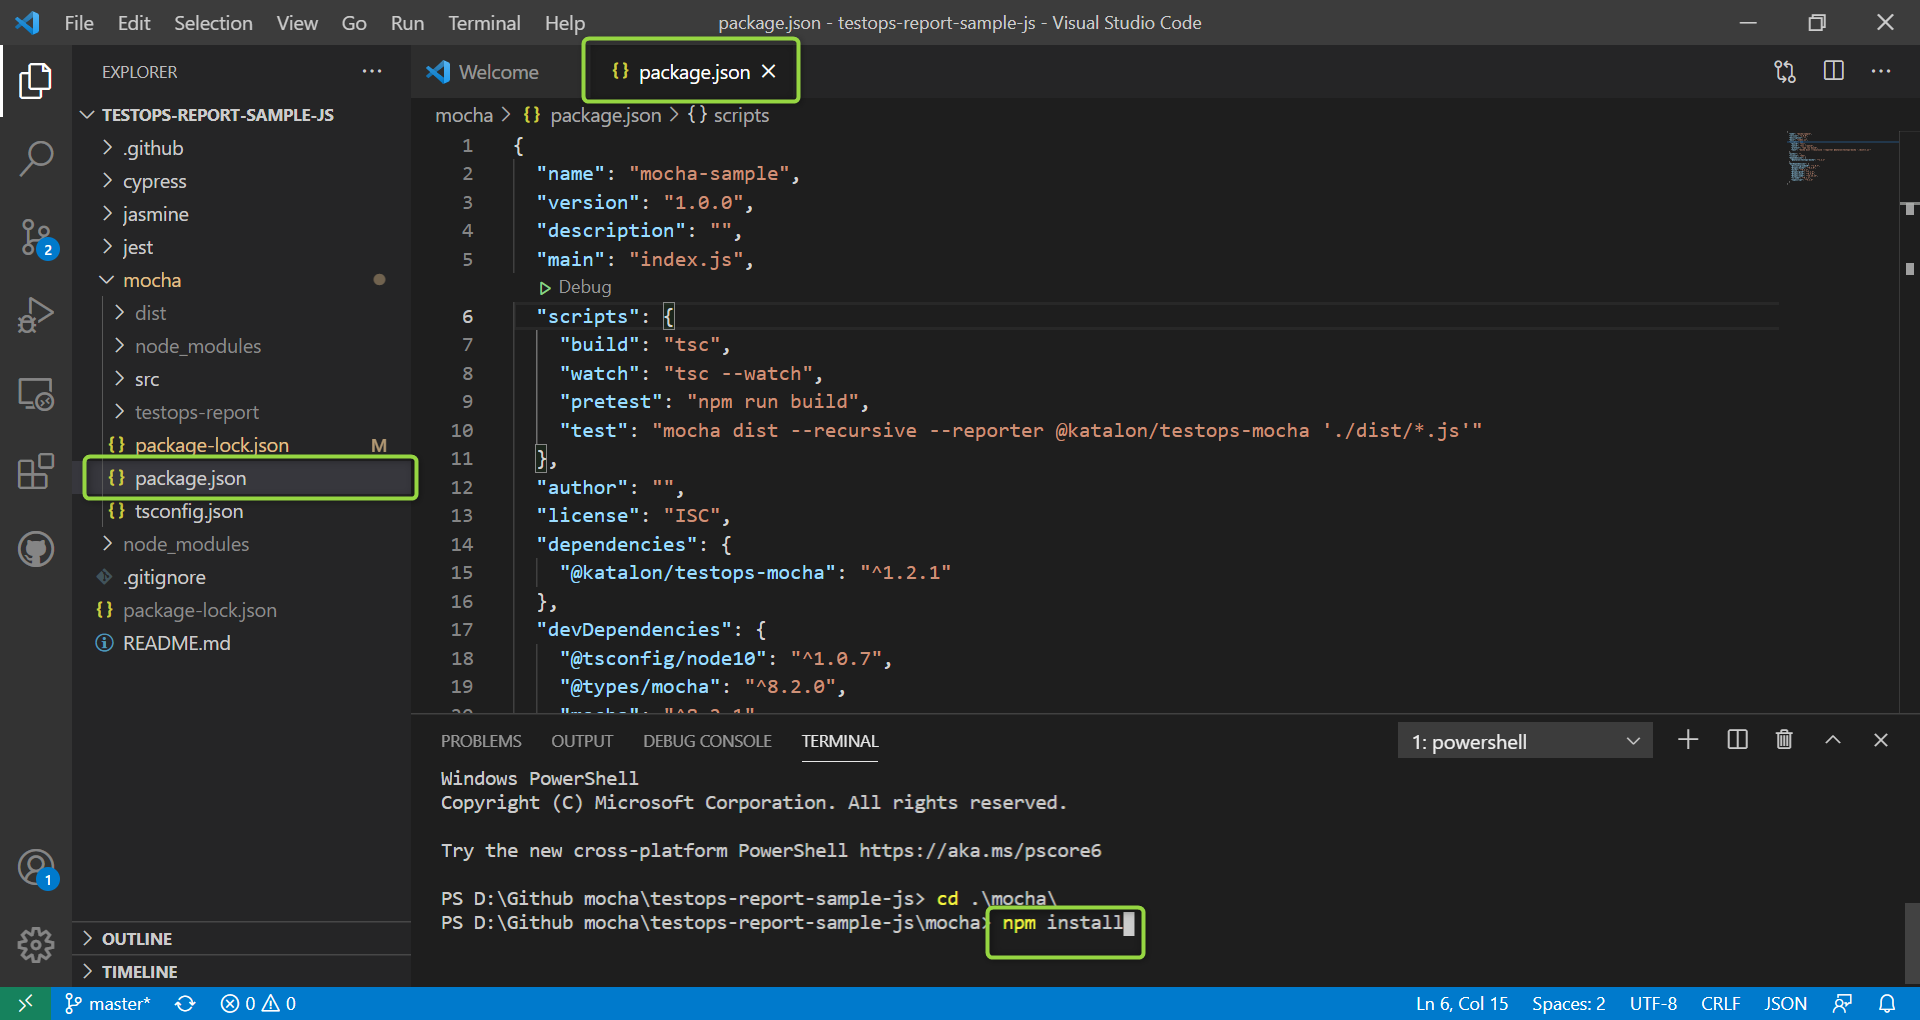 File Edit Selection View Go Run Terminal Help
package.json - testops-report-sample-js - Visual Studio Code
EXPLORER
TESTOPS-REPORT-SAMPLE-JS
.github
cypress
jasmine
jest
mocha
dist
node_modules
src
testops-report
{} package-lock.json M
{} package.json
{} tsconfig.json
node_modules
.gitignore
{} package-lock.json
README.md
OUTLINE
TIMELINE
2
1
Welcome
{} package.json
mocha > {} package.json > {} scripts
1 {
2 "name": "mocha-sample",
3 "version": "1.0.0",
4 "description": "",
5 "main": "index.js",
Debug
6 "scripts": {
7 "build": "tsc",
8 "watch": "tsc --watch",
9 "pretest": "npm run build",
10 "test": "mocha dist --recursive --reporter @katalon/testops-mocha './dist/*.js'"
11 },
12 "author": "",
13 "license": "ISC",
14 "dependencies": {
15 "@katalon/testops-mocha": "^1.2.1"
16 },
17 "devDependencies": {
18 "@tsconfig/node10": "^1.0.7",
19 "@types/mocha": "^8.2.0",
PROBLEMS OUTPUT DEBUG CONSOLE TERMINAL
1: powershell
Windows PowerShell
Copyright (C) Microsoft Corporation. All rights reserved.
Try the new cross-platform PowerShell https://aka.ms/pscore6
PS D:\Github mocha\testops-report-sample-js> cd .\mocha\
PS D:\Github mocha\testops-report-sample-js\mocha> npm install
master* 0 0
Ln 6, Col 15 Spaces: 2 UTF-8 CRLF JSON